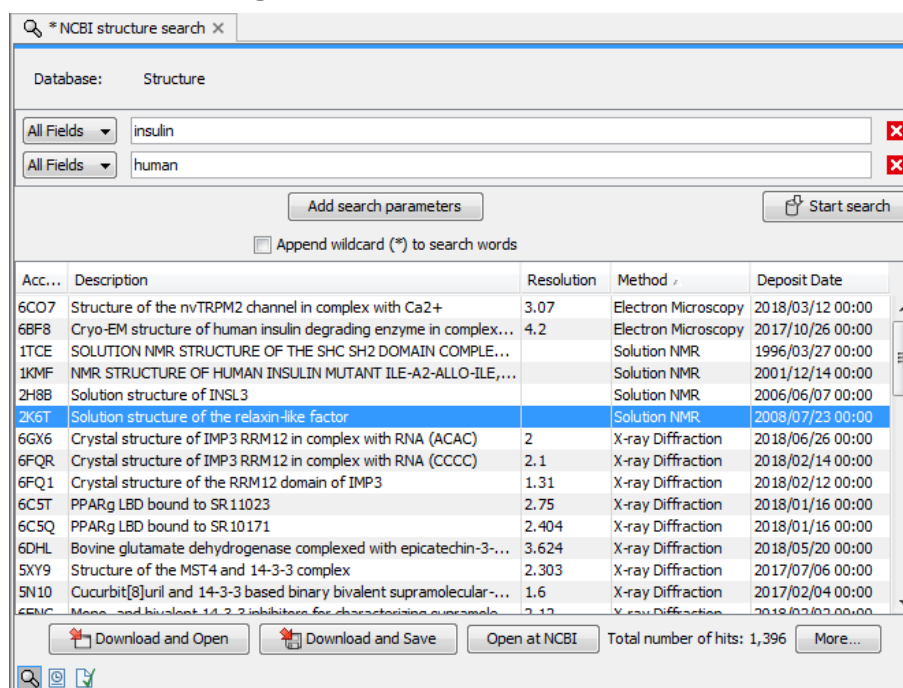 * NCBI structure search
Database: Structure
All Fields insulin
All Fields human
Add search parameters Start search
Append wildcard (*) to search words
Acc... Description Resolution Method Deposit Date
6CO7 Structure of the nvTRPM2 channel in complex with Ca2+ 3.07 Electron Microscopy 2018/03/12 00:00
6BF8 Cryo-EM structure of human insulin degrading enzyme in complex... 4.2 Electron Microscopy 2017/10/26 00:00
1TCE SOLUTION NMR STRUCTURE OF THE SHC SH2 DOMAIN COMPLE... Solution NMR 1996/03/27 00:00
1KMF NMR STRUCTURE OF HUMAN INSULIN MUTANT ILE-A2-ALLO-ILE,... Solution NMR 2001/12/14 00:00
2H8B Solution structure of INSL3 Solution NMR 2006/06/07 00:00
2K6T Solution structure of the relaxin-like factor Solution NMR 2008/07/23 00:00
6GX6 Crystal structure of IMP3 RRM12 in complex with RNA (ACAC) 2 X-ray Diffraction 2018/06/26 00:00
6FQR Crystal structure of IMP3 RRM12 in complex with RNA (CCCC) 2.1 X-ray Diffraction 2018/02/14 00:00
6FQ1 Crystal structure of the RRM12 domain of IMP3 1.31 X-ray Diffraction 2018/02/12 00:00
6C5T PPARg LBD bound to SR11023 2.75 X-ray Diffraction 2018/01/16 00:00
6C5Q PPARg LBD bound to SR10171 2.404 X-ray Diffraction 2018/01/16 00:00
6DHL Bovine glutamate dehydrogenase complexed with epicatechin-3-... 3.624 X-ray Diffraction 2018/05/20 00:00
5XY9 Structure of the MST4 and 14-3-3 complex 2.303 X-ray Diffraction 2017/07/06 00:00
5N10 Cucurbit[8]uril and 14-3-3 based binary bivalent supramolecular-... 1.6 X-ray Diffraction 2017/02/04 00:00
Mono- and bivalent 14-3-3 inhibitors for characterizing supramole... 2.12 X-ray Diffraction
Download and Open Download and Save Open at NCBI Total number of hits: 1,396 More...